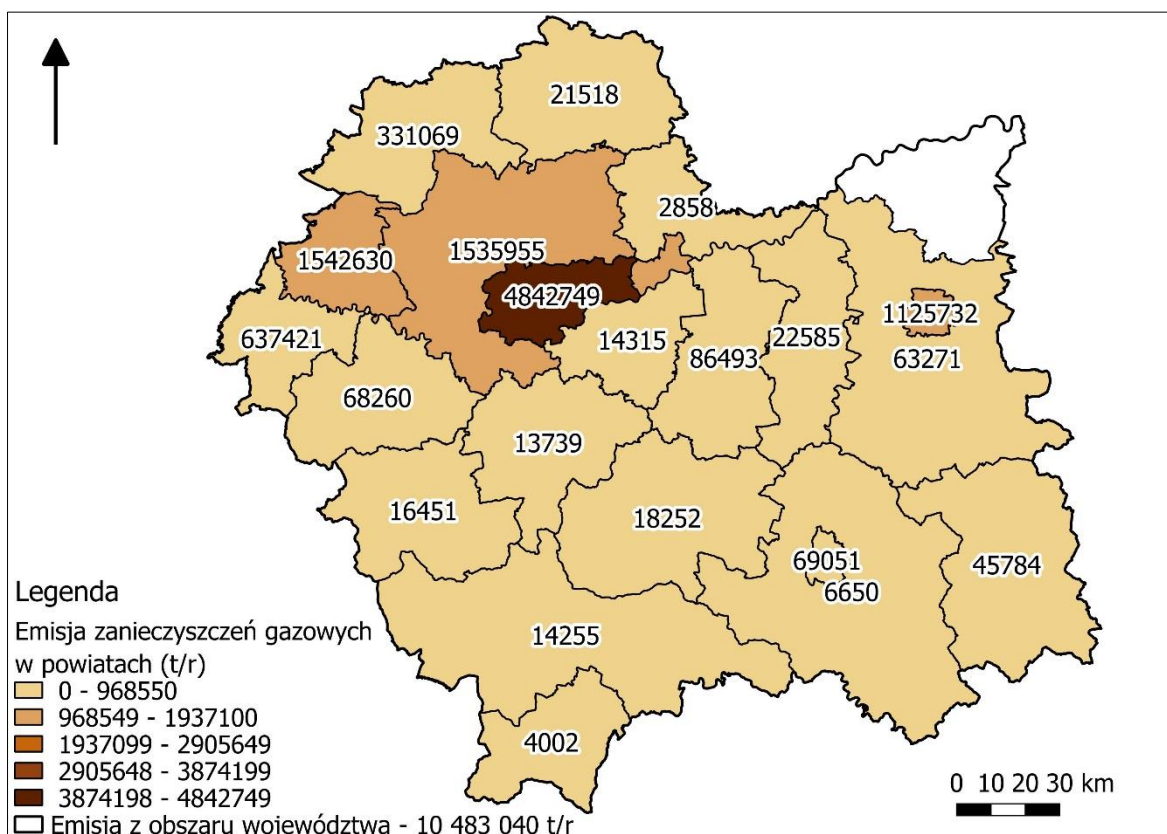 21518
331069
2858
1535955
1542630
4842749
1125732
637421
14315
22585
86493
63271
68260
13739
16451
18252
69051
45784
6650
14255
4002
Legenda
Emisja zanieczyszczeń gazowych
w powiatach (t/r)
0 - 968550
968549 - 1937100
1937099 - 2905649
2905648 - 3874199
3874198 - 4842749
Emisja z obszaru województwa - 10 483 040 t/r
0 10 20 30 km